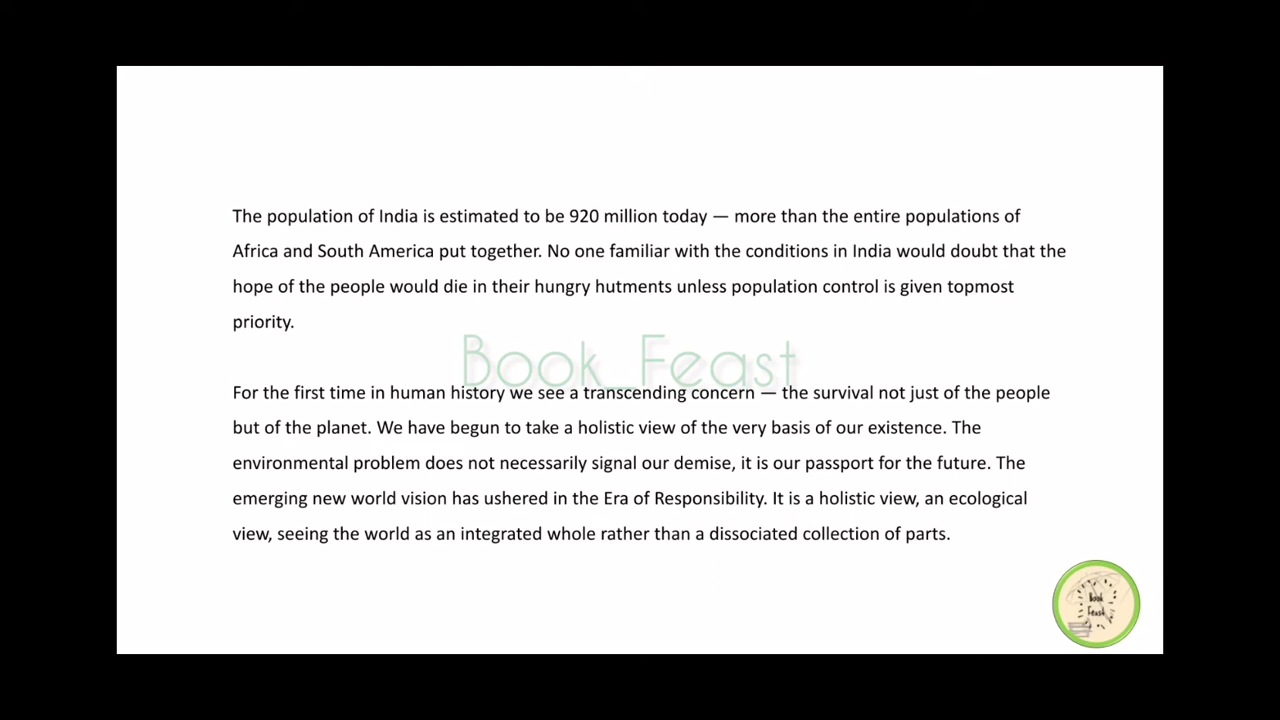 The population of India is estimated to be 920 million today — more than the entire populations of
Africa and South America put together. No one familiar with the conditions in India would doubt that the
hope of the people would die in their hungry hutments unless population control is given topmost
priority.
Book_Feast
For the first time in human history we see a transcending concern — the survival not just of the people
but of the planet. We have begun to take a holistic view of the very basis of our existence. The
environmental problem does not necessarily signal our demise, it is our passport for the future. The
emerging new world vision has ushered in the Era of Responsibility. It is a holistic view, an ecological
view, seeing the world as an integrated whole rather than a dissociated collection of parts.
Book
Feast